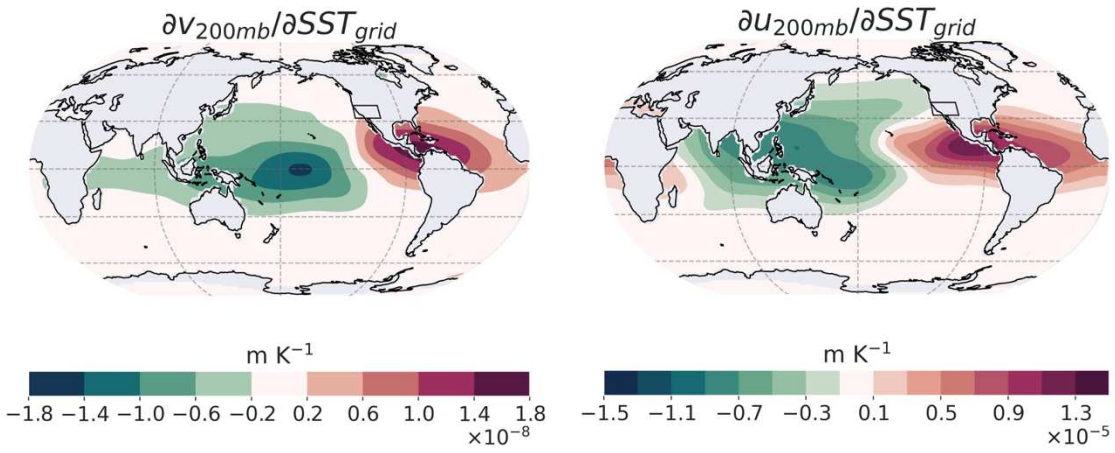 ∂v200mb/∂SSTgrid
∂u200mb/∂SSTgrid
m K−1
−1.8 −1.4 −1.0 −0.6 −0.2 0.2 0.6 1.0 1.4 1.8
×10−8
m K−1
−1.5 −1.1 −0.7 −0.3 0.1 0.5 0.9 1.3
×10−5